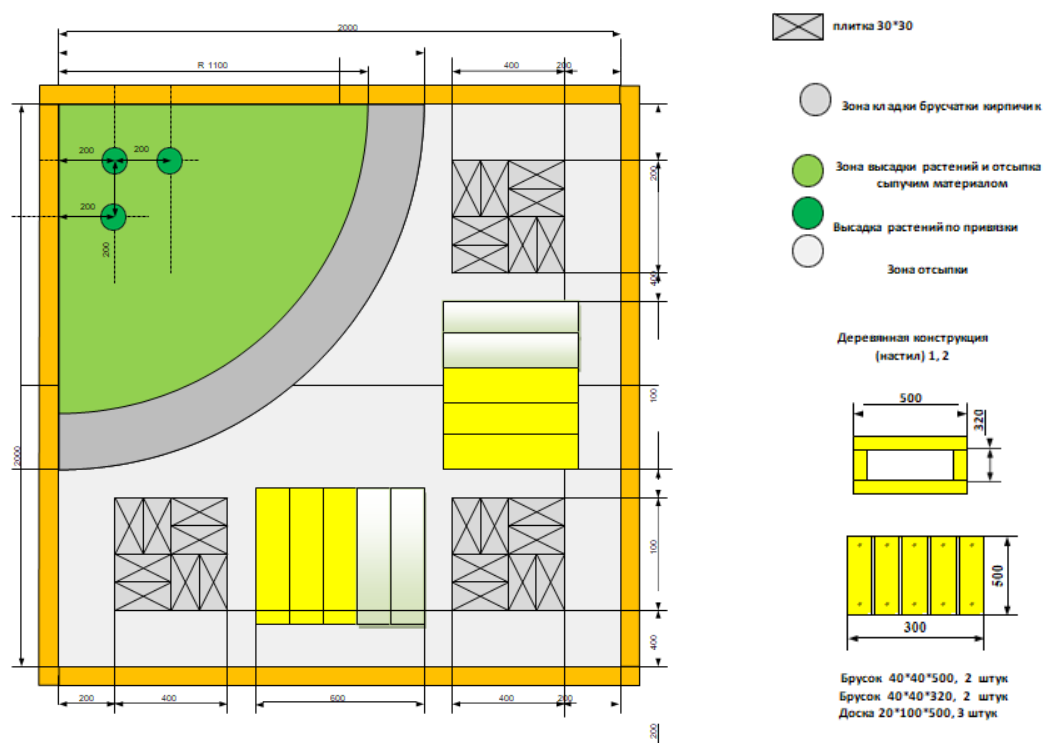 2000
R 1100
400
200
200
200
200
200
200
400
2000
100
100
400
200
400
600
400
200
200
плитка 30*30
Зона кладки брусчатки кирпичик
Зона высадки растений и отсыпка
сыпучим материалом
Высадка растений по привязки
Зона отсыпки
Деревянная конструкция
(настил) 1, 2
500
320
500
300
Брусок 40*40*500, 2 штук
Брусок 40*40*320, 2 штук
Доска 20*100*500, 3 штук